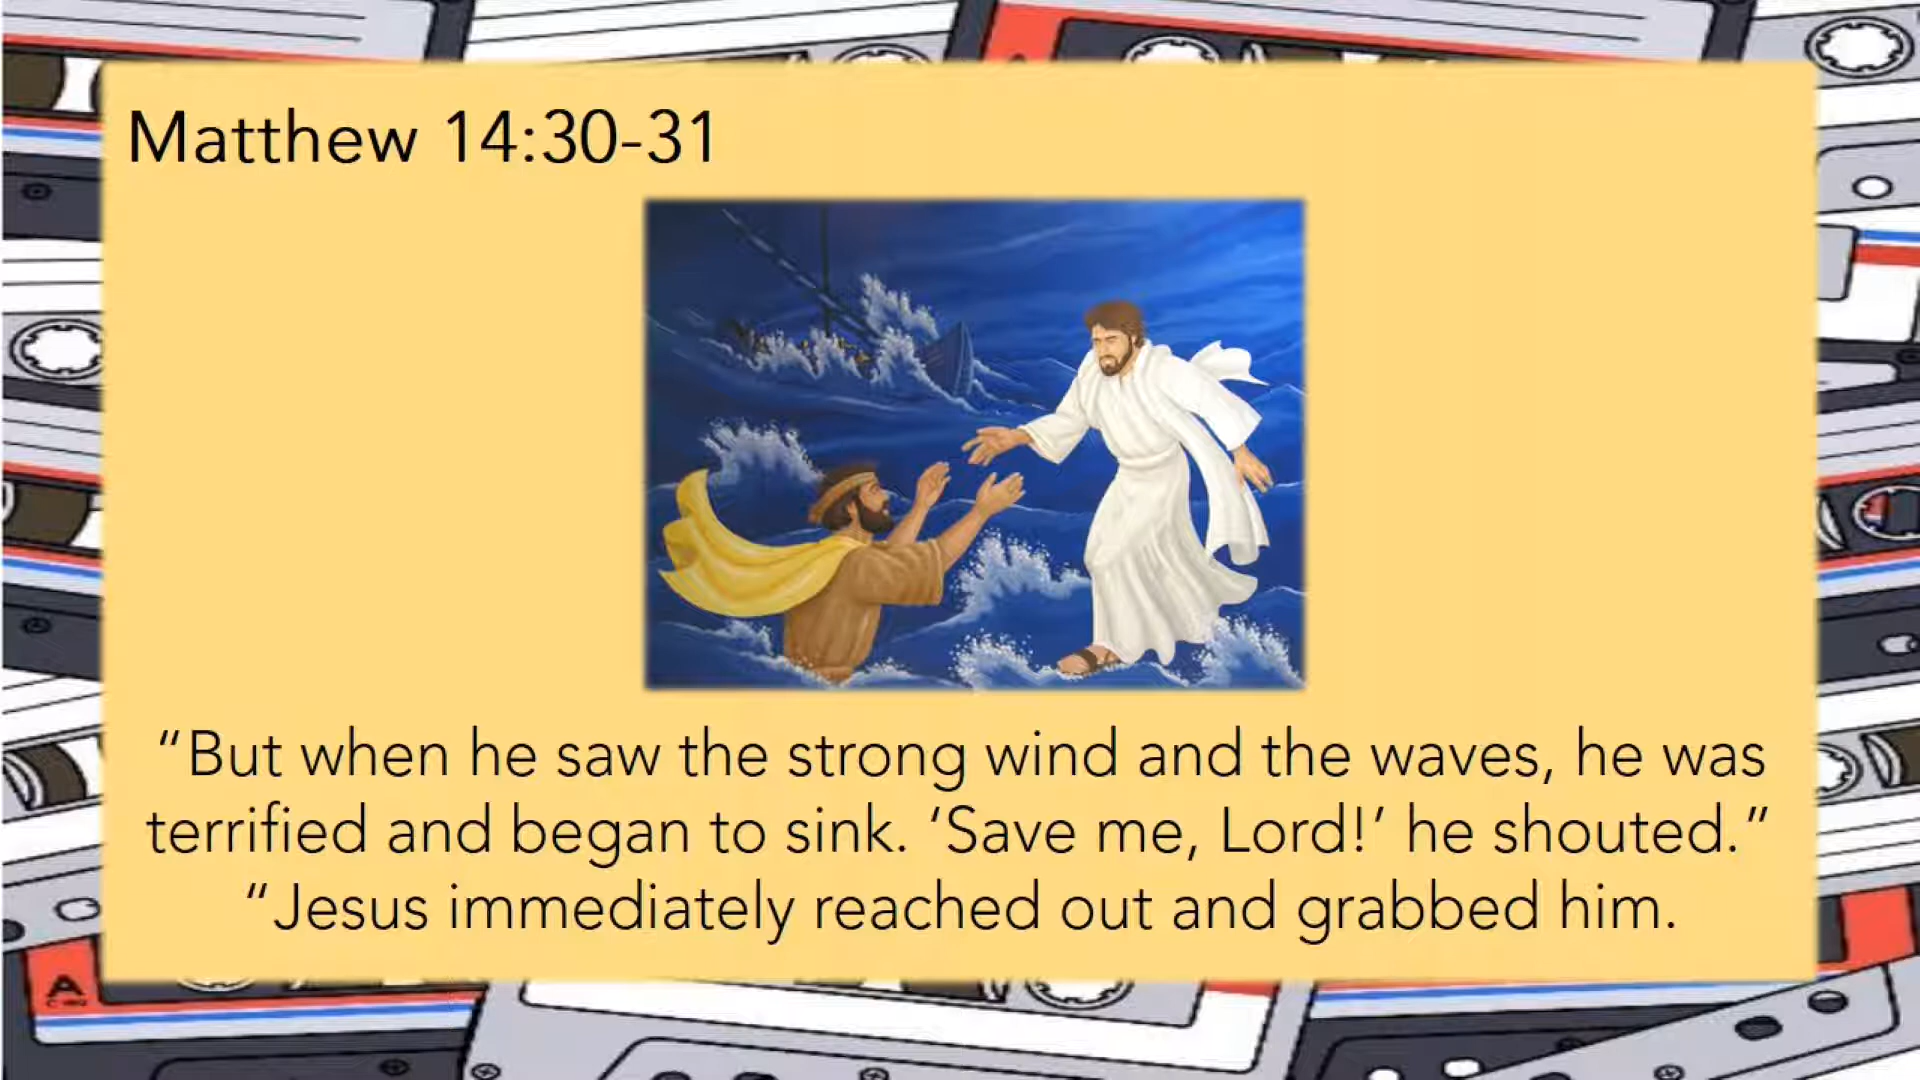 Matthew 14:30-31
“But when he saw the strong wind and the waves, he was
terrified and began to sink. ‘Save me, Lord!’ he shouted.”
“Jesus immediately reached out and grabbed him.
A